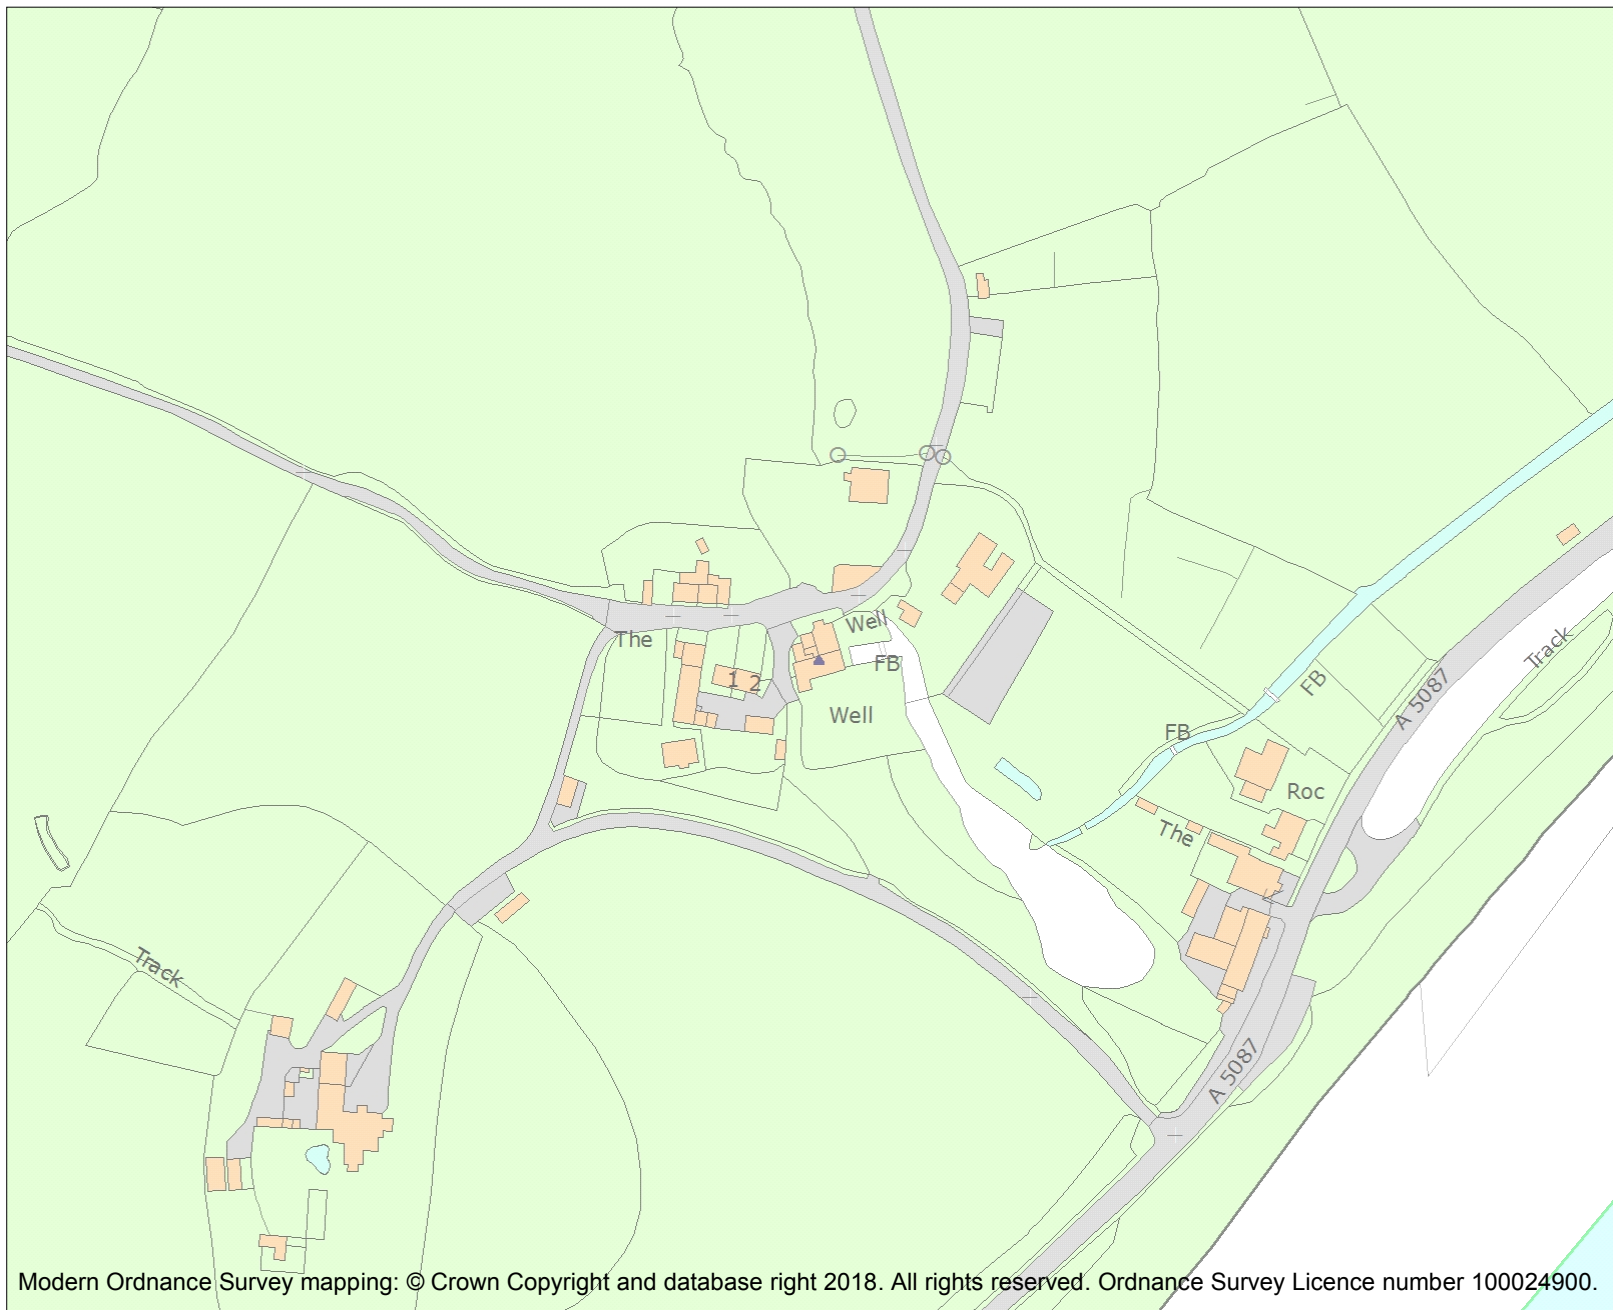 The
Well
FB
1 2
Well
FB
FB
A 5087
Track
Roc
The
Track
A 5087
Modern Ordnance Survey mapping: © Crown Copyright and database right 2018. All rights reserved. Ordnance Survey Licence number 100024900.